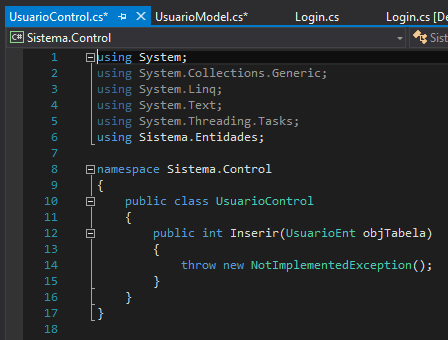 UsuarioControl.cs* UsuarioModel.cs* Login.cs Login.cs [De
C# Sistema.Control Sist
1 using System;
2 using System.Collections.Generic;
3 using System.Linq;
4 using System.Text;
5 using System.Threading.Tasks;
6 using Sistema.Entidades;
7
8 namespace Sistema.Control
9 {
10 public class UsuarioControl
11 {
12 public int Inserir(UsuarioEnt objTabela)
13 {
14 throw new NotImplementedException();
15 }
16 }
17 }
18